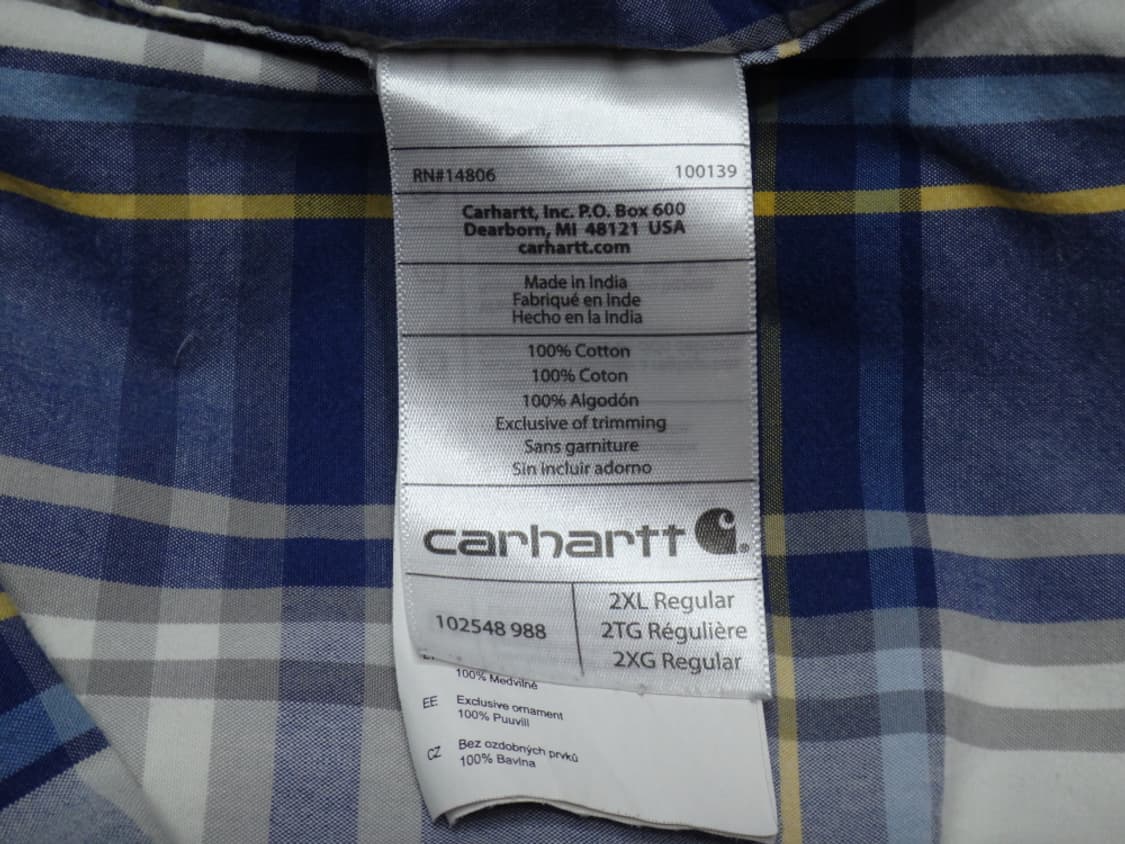 RN#14806 100139
Carhartt, Inc. P.O. Box 600
Dearborn, MI 48121 USA
carhartt.com
Made in India
Fabriqué en Inde
Hecho en la India
100% Cotton
100% Coton
100% Algodón
Exclusive of trimming
Sans garniture
Sin incluir adorno
carhartt
102548 988
2XL Regular
2TG Régulière
2XG Regular
100% Medvilnė
EE Exclusive ornament
100% Puuvill
CZ Bez ozdobných prvků
100% Bavlna